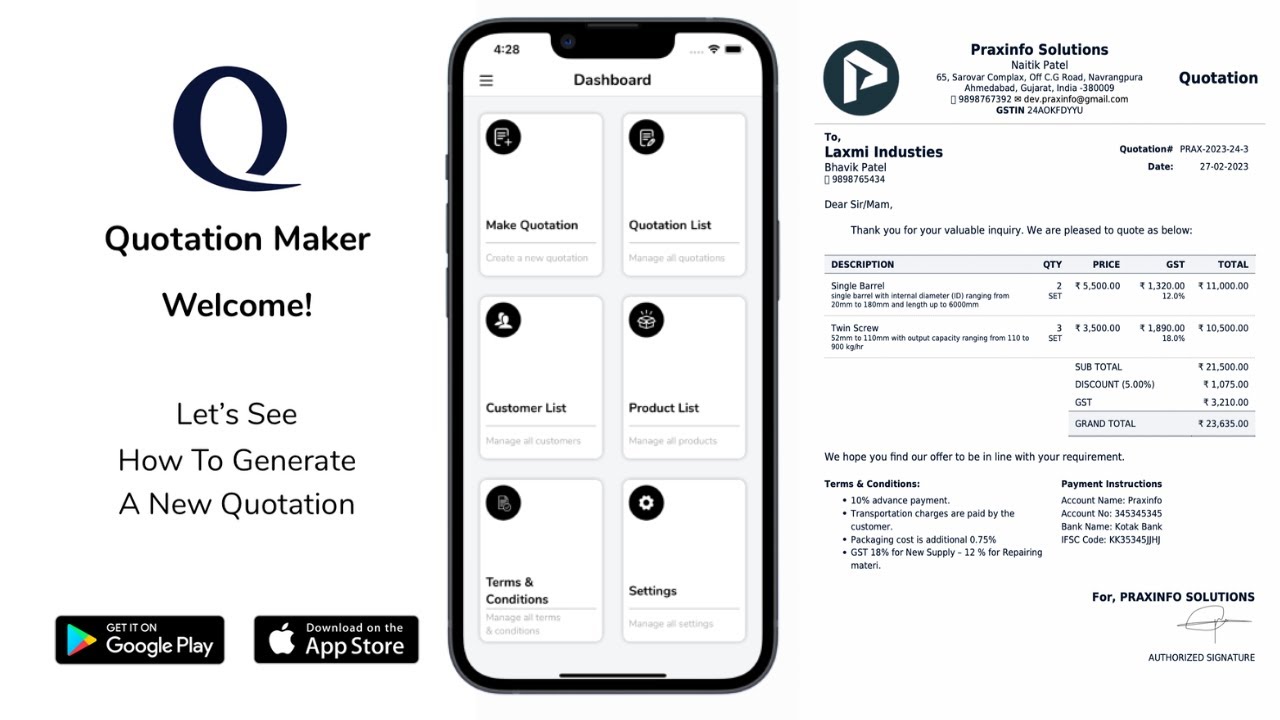 Q
Quotation Maker
Welcome!
Let's See
How To Generate
A New Quotation
GET IT ON
Google Play
Download on the
App Store
4:28
Dashboard
Make Quotation
Create a new quotation
Quotation List
Manage all quotations
Customer List
Manage all customers
Product List
Manage all products
Terms &
Conditions
Manage all terms
& conditions
Settings
Manage all settings
Praxinfo Solutions
Naitik Patel
65, Sarovar Complax, Off C.G Road, Navrangpura
Ahmedabad, Gujarat, India -380009
9898767392 ✉ dev.praxinfo@gmail.com
GSTIN 24AOKFDYYU
Quotation
To,
Laxmi Industies
Bhavik Patel
9898765434
Quotation# PRAX-2023-24-3
Date: 27-02-2023
Dear Sir/Mam,
Thank you for your valuable inquiry. We are pleased to quote as below:
DESCRIPTION QTY PRICE GST TOTAL
Single Barrel 2 ₹ 5,500.00 ₹ 1,320.00 ₹ 11,000.00
single barrel with internal diameter (ID) ranging from SET 12.0%
20mm to 180mm and length up to 6000mm
Twin Screw 3 ₹ 3,500.00 ₹ 1,890.00 ₹ 10,500.00
52mm to 110mm with output capacity ranging from 110 to SET 18.0%
900 kg/hr
SUB TOTAL ₹ 21,500.00
DISCOUNT (5.00%) ₹ 1,075.00
GST ₹ 3,210.00
GRAND TOTAL ₹ 23,635.00
We hope you find our offer to be in line with your requirement.
Terms & Conditions:
• 10% advance payment.
• Transportation charges are paid by the
customer.
• Packaging cost is additional 0.75%
• GST 18% for New Supply – 12 % for Repairing
materi.
Payment Instructions
Account Name: Praxinfo
Account No: 345345345
Bank Name: Kotak Bank
IFSC Code: KK35345JJHJ
For, PRAXINFO SOLUTIONS
AUTHORIZED SIGNATURE